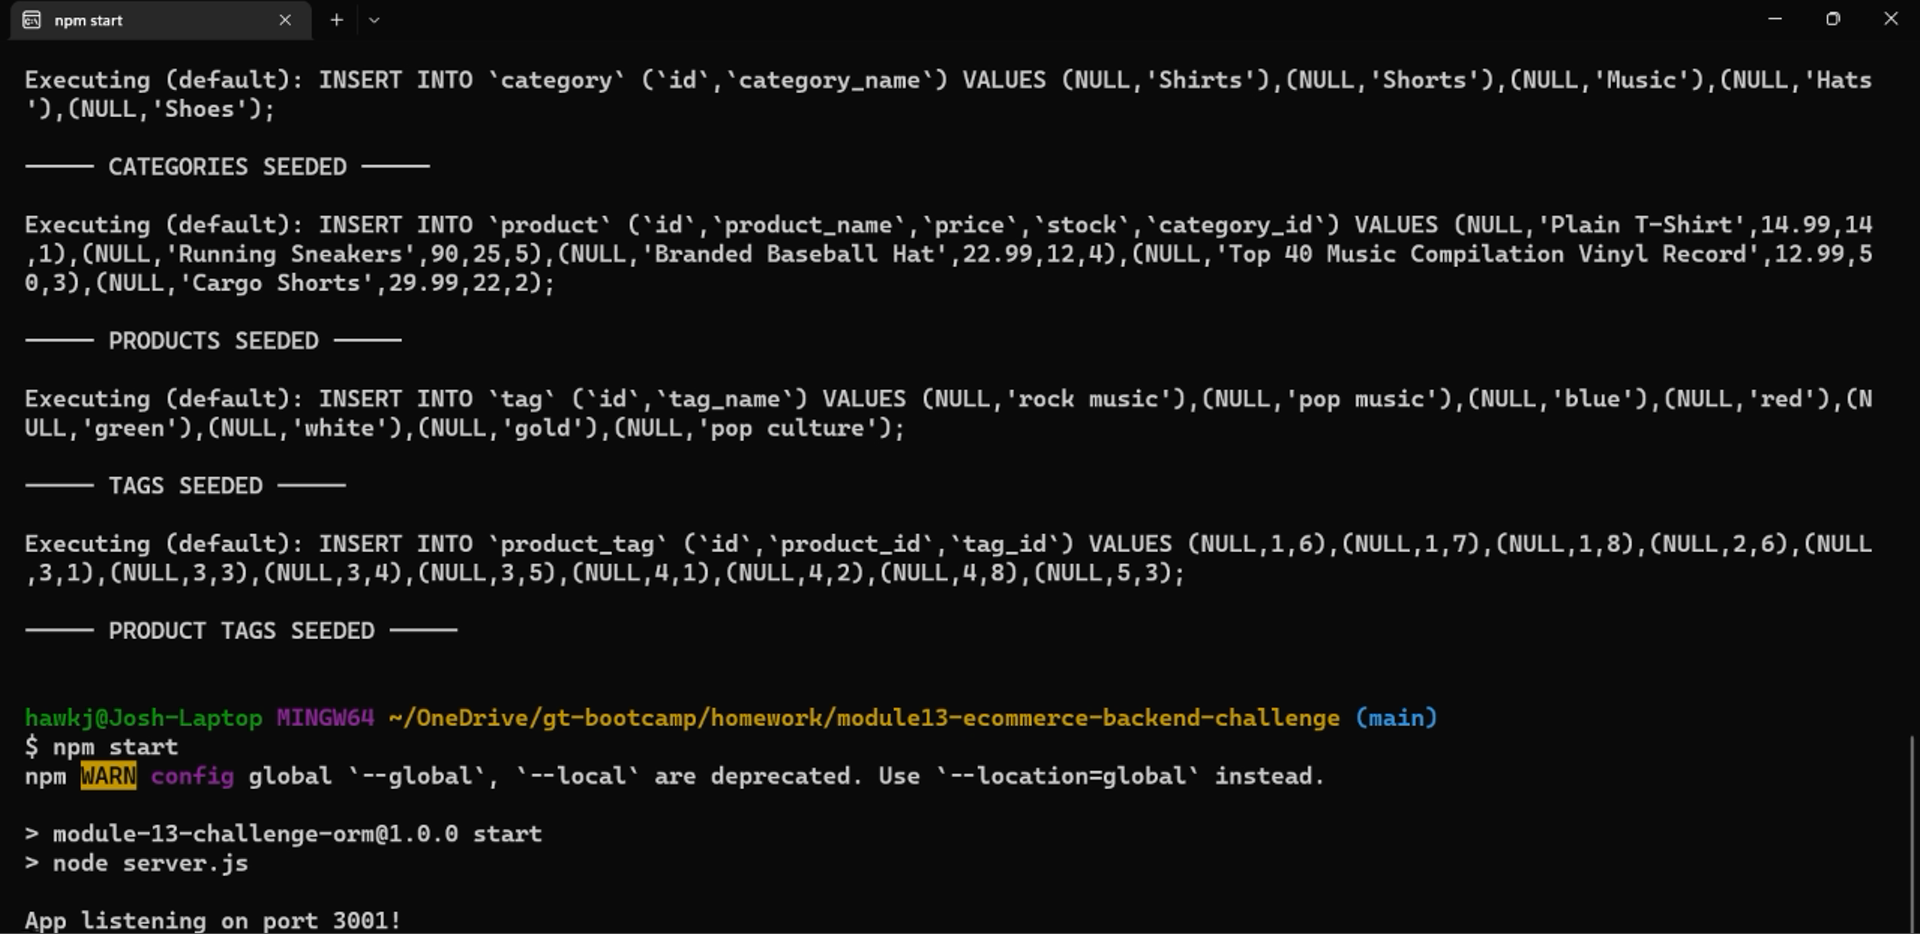 npm start
Executing (default): INSERT INTO `category` (`id`,`category_name`) VALUES (NULL,'Shirts'),(NULL,'Shorts'),(NULL,'Music'),(NULL,'Hats
'),(NULL,'Shoes');
───── CATEGORIES SEEDED ─────
Executing (default): INSERT INTO `product` (`id`,`product_name`,`price`,`stock`,`category_id`) VALUES (NULL,'Plain T-Shirt',14.99,14
,1),(NULL,'Running Sneakers',90,25,5),(NULL,'Branded Baseball Hat',22.99,12,4),(NULL,'Top 40 Music Compilation Vinyl Record',12.99,5
0,3),(NULL,'Cargo Shorts',29.99,22,2);
───── PRODUCTS SEEDED ─────
Executing (default): INSERT INTO `tag` (`id`,`tag_name`) VALUES (NULL,'rock music'),(NULL,'pop music'),(NULL,'blue'),(NULL,'red'),(N
ULL,'green'),(NULL,'white'),(NULL,'gold'),(NULL,'pop culture');
───── TAGS SEEDED ─────
Executing (default): INSERT INTO `product_tag` (`id`,`product_id`,`tag_id`) VALUES (NULL,1,6),(NULL,1,7),(NULL,1,8),(NULL,2,6),(NULL
,3,1),(NULL,3,3),(NULL,3,4),(NULL,3,5),(NULL,4,1),(NULL,4,2),(NULL,4,8),(NULL,5,3);
───── PRODUCT TAGS SEEDED ─────
hawkj@Josh-Laptop MINGW64 ~/OneDrive/gt-bootcamp/homework/module13-ecommerce-backend-challenge (main)
$ npm start
npm WARN config global `--global`, `--local` are deprecated. Use `--location=global` instead.
> module-13-challenge-orm@1.0.0 start
> node server.js
App listening on port 3001!